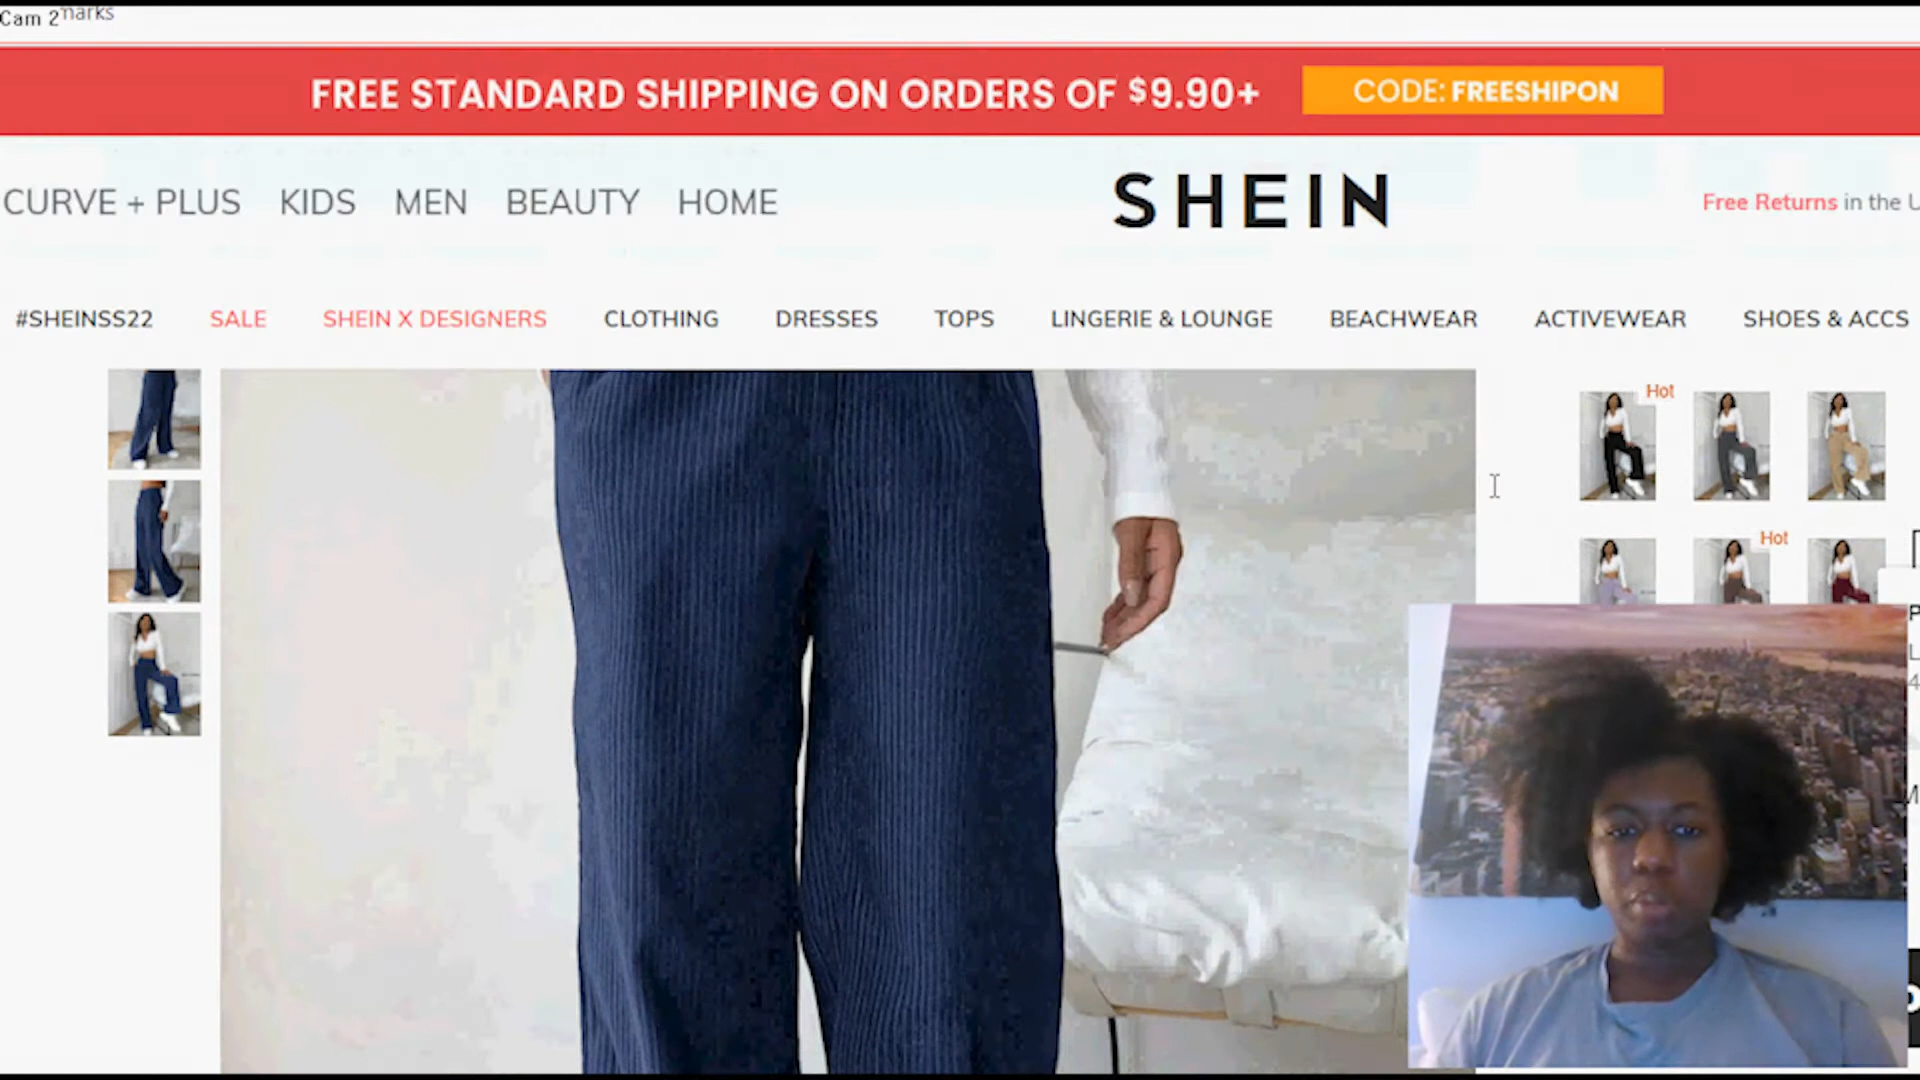 Cam 2
marks
FREE STANDARD SHIPPING ON ORDERS OF $9.90+ CODE: FREESHIPON
CURVE + PLUS KIDS MEN BEAUTY HOME
SHEIN
Free Returns in the U
#SHEINSS22 SALE SHEIN X DESIGNERS CLOTHING DRESSES TOPS LINGERIE & LOUNGE BEACHWEAR ACTIVEWEAR SHOES & ACCS
Hot
Hot